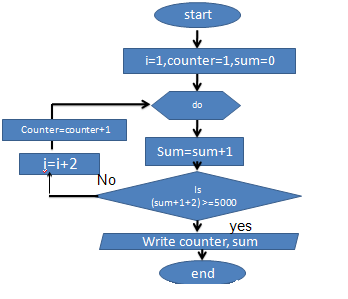 start
i=1,counter=1,sum=0
do
Counter=counter+1
Sum=sum+1
i=i+2
No
Is
(sum+1+2) >=5000
yes
Write counter, sum
end